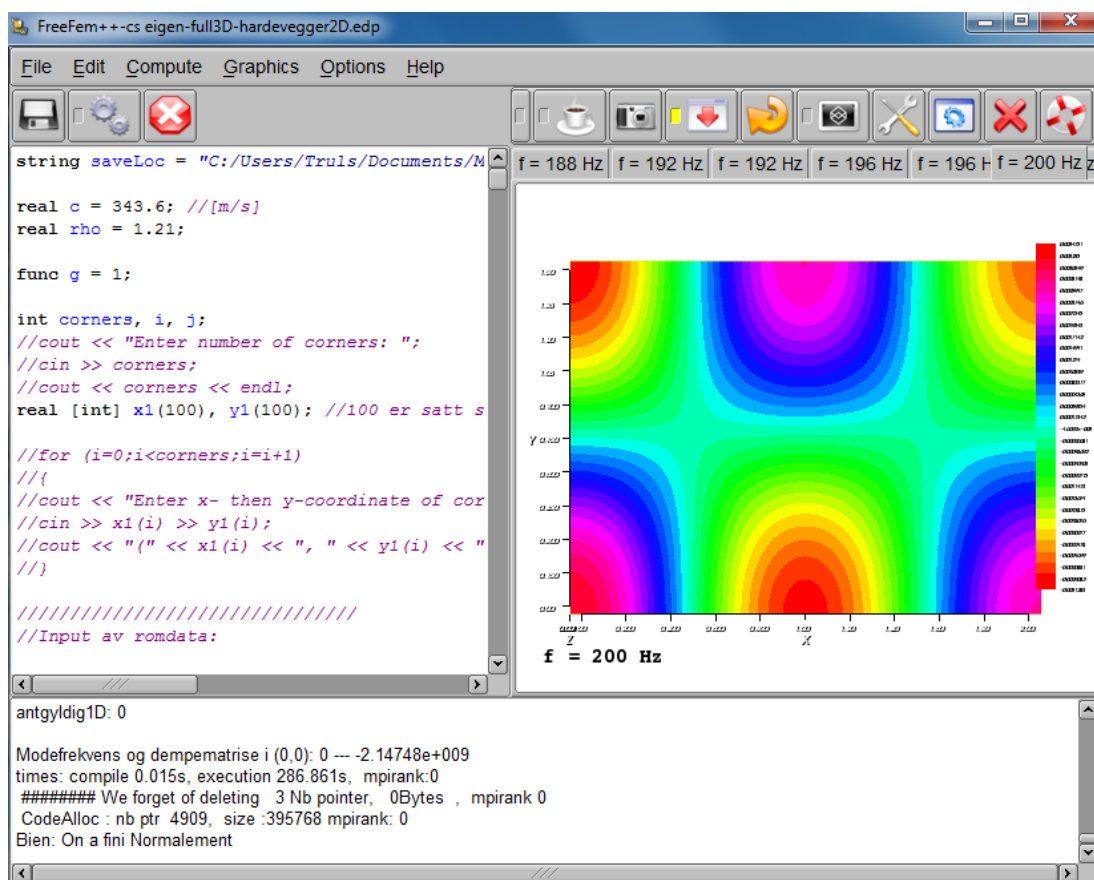 FreeFem++-cs eigen-full3D-hardevegger2D.edp
File Edit Compute Graphics Options Help
f = 188 Hz f = 192 Hz f = 192 Hz f = 196 Hz f = 196 H f = 200 Hz z
string saveLoc = "C:/Users/Truls/Documents/M
real c = 343.6; //[m/s]
real rho = 1.21;
func g = 1;
int corners, i, j;
//cout << "Enter number of corners: ";
//cin >> corners;
//cout << corners << endl;
real [int] x1(100), y1(100); //100 er satt s
//for (i=0;i<corners;i=i+1)
//{
//cout << "Enter x- then y-coordinate of cor
//cin >> x1(i) >> y1(i);
//cout << "(" << x1(i) << ", " << y1(i) << "
//}
////////////////////////////////
//Input av romdata:
Y
Z X
f = 200 Hz
antgyldig1D: 0
Modefrekvens og dempematrise i (0,0): 0 --- -2.14748e+009
times: compile 0.015s, execution 286.861s, mpirank:0
######## We forget of deleting 3 Nb pointer, 0Bytes , mpirank 0
CodeAlloc : nb ptr 4909, size :395768 mpirank: 0
Bien: On a fini Normalement